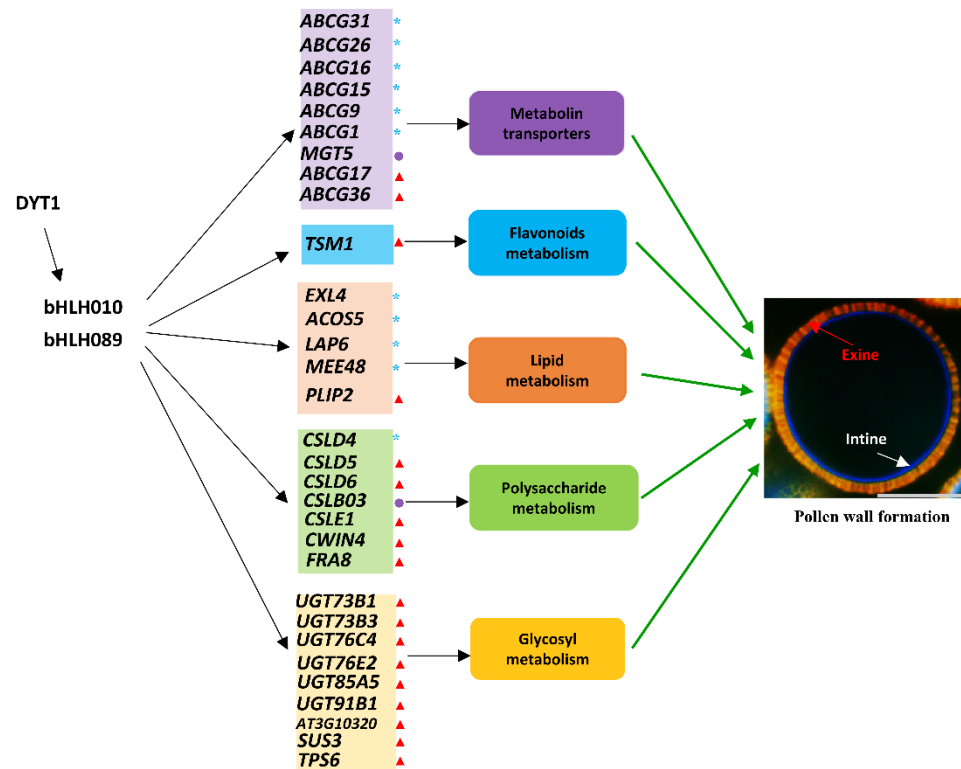 DYT1
bHLH010
bHLH089
ABCG31 *
ABCG26 *
ABCG16 *
ABCG15 *
ABCG9 *
ABCG1 *
MGT5 ●
ABCG17 ▲
ABCG36 ▲
TSM1 ▲
EXL4 *
ACOS5 *
LAP6 *
MEE48 *
PLIP2 ▲
CSLD4 *
CSLD5 ▲
CSLD6 ▲
CSLB03 ●
CSLE1 ▲
CWIN4 ▲
FRA8 ▲
UGT73B1 ▲
UGT73B3 ▲
UGT76C4 ▲
UGT76E2 ▲
UGT85A5 ▲
UGT91B1 ▲
AT3G10320 ▲
SUS3 ▲
TPS6 ▲
Metabolin
transporters
Flavonoids
metabolism
Lipid
metabolism
Polysaccharide
metabolism
Glycosyl
metabolism
Exine
Intine
Pollen wall formation